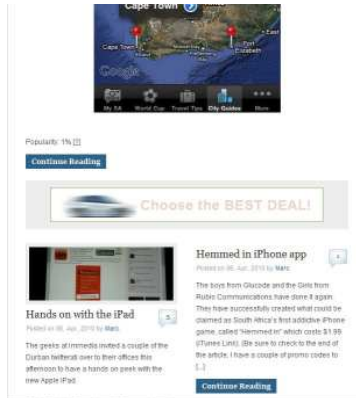 Cape Town
Cape Town
Port
Elizabeth
East
Google
My SA
World Cup
Travel Tips
City Guides
More
Popularity: 1% [?]
Continue Reading
Choose the BEST DEAL!
Hands on with the iPad
5
Posted on 06. Apr, 2010 by Marc.
The geeks at Immedia invited a couple of the
Durban twitterati over to their offices this
afternoon to have a hands on peek with the
new Apple iPad.
Hemmed in iPhone app
Posted on 06. Apr, 2010 by Marc.
The boys from Glucode and the Girls from
Rubio Communications have done it again.
They have successfully created what could be
claimed as South Africa's first addictive iPhone
game, called "Hemmed in" which costs $1.99
(iTunes Link). (Be sure to check to the end of
the article, I have a couple of promo codes to
[...]
Continue Reading